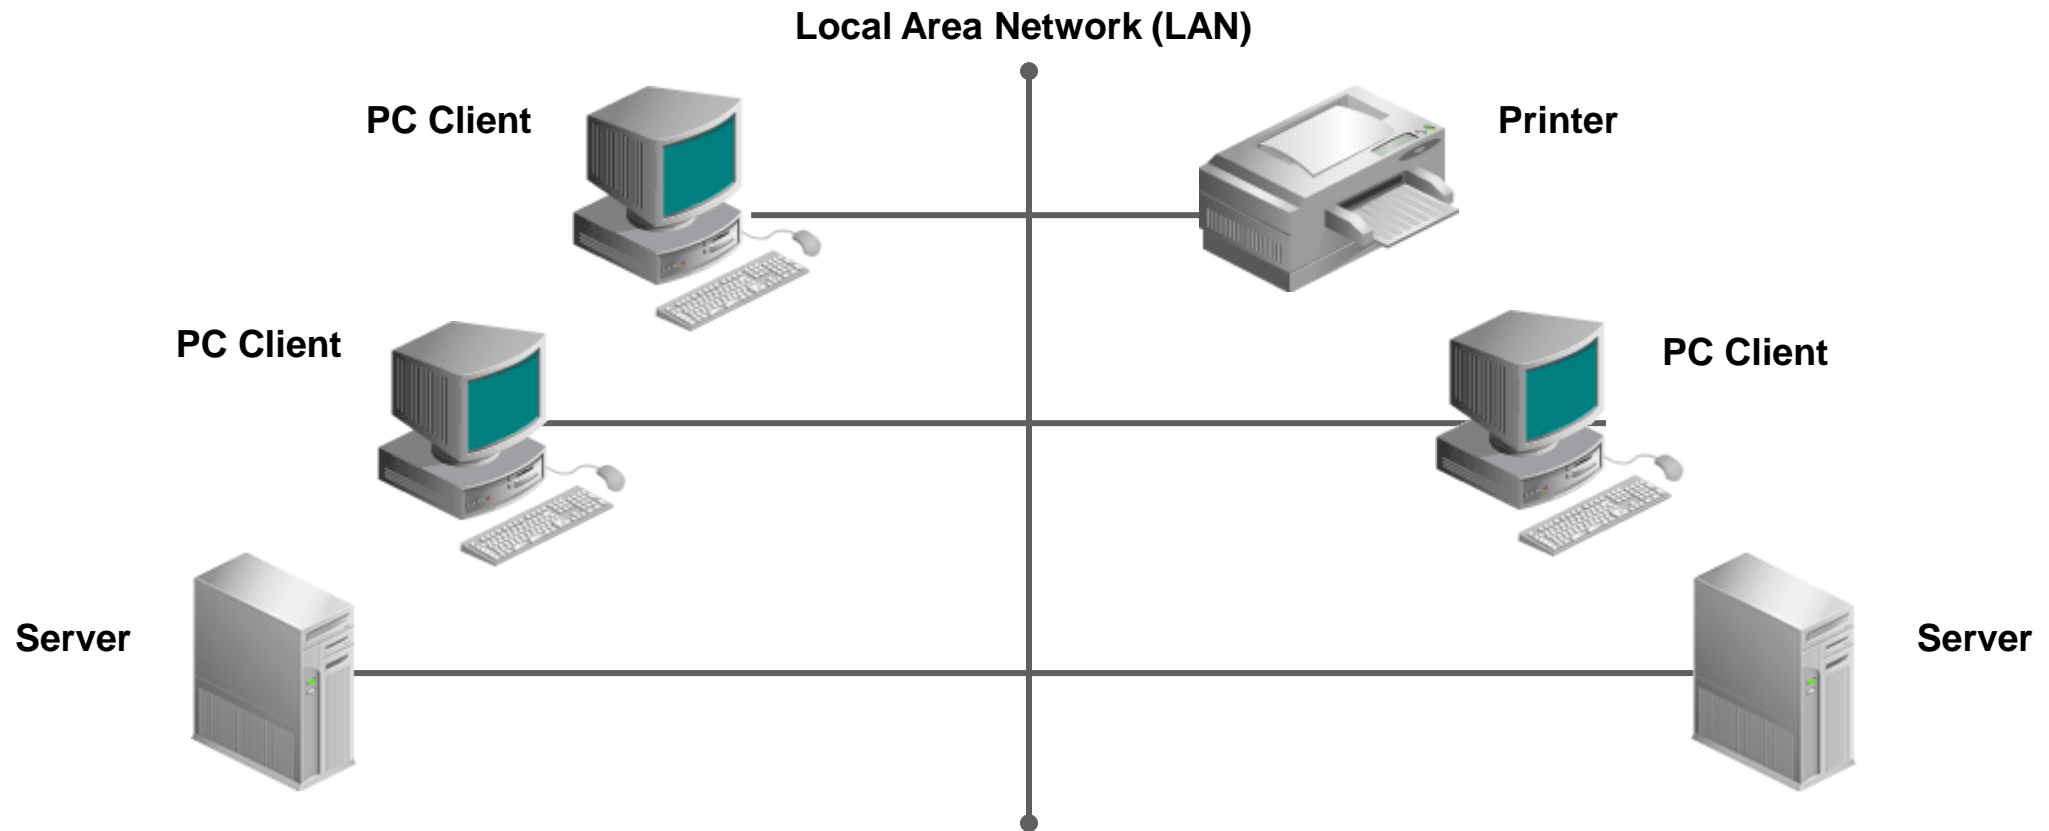 Local Area Network (LAN)
PC Client
Printer
PC Client
PC Client
Server
Server